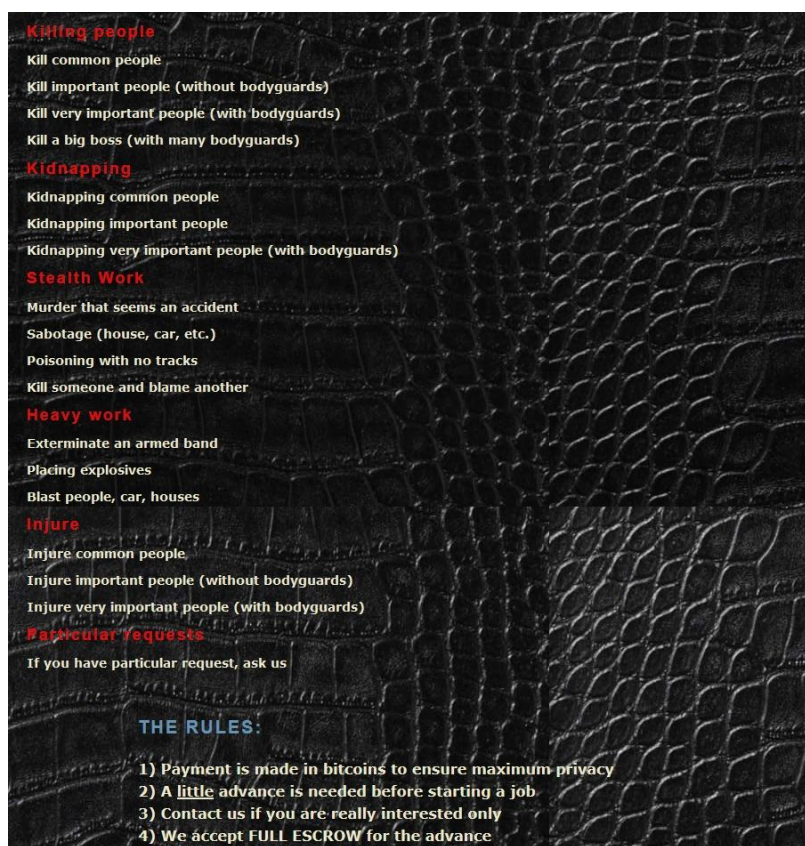 Killing people
Kill common people
Kill important people (without bodyguards)
Kill very important people (with bodyguards)
Kill a big boss (with many bodyguards)
Kidnapping
Kidnapping common people
Kidnapping important people
Kidnapping very important people (with bodyguards)
Stealth Work
Murder that seems an accident
Sabotage (house, car, etc.)
Poisoning with no tracks
Kill someone and blame another
Heavy work
Exterminate an armed band
Placing explosives
Blast people, car, houses
Injure
Injure common people
Injure important people (without bodyguards)
Injure very important people (with bodyguards)
Particular requests
If you have particular request, ask us
THE RULES:
1) Payment is made in bitcoins to ensure maximum privacy
2) A little advance is needed before starting a job
3) Contact us if you are really interested only
4) We accept FULL ESCROW for the advance